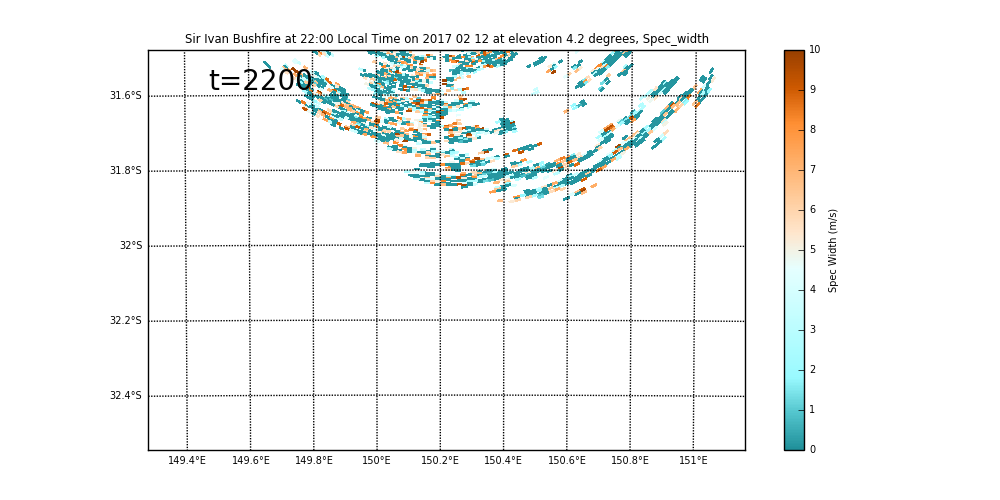 Sir Ivan Bushfire at 22:00 Local Time on 2017 02 12 at elevation 4.2 degrees, Spec_width
t=2200
31.6°S
31.8°S
32°S
32.2°S
32.4°S
149.4°E 149.6°E 149.8°E 150°E 150.2°E 150.4°E 150.6°E 150.8°E 151°E
10
9
8
7
6
5
4
3
2
1
0
Spec Width (m/s)